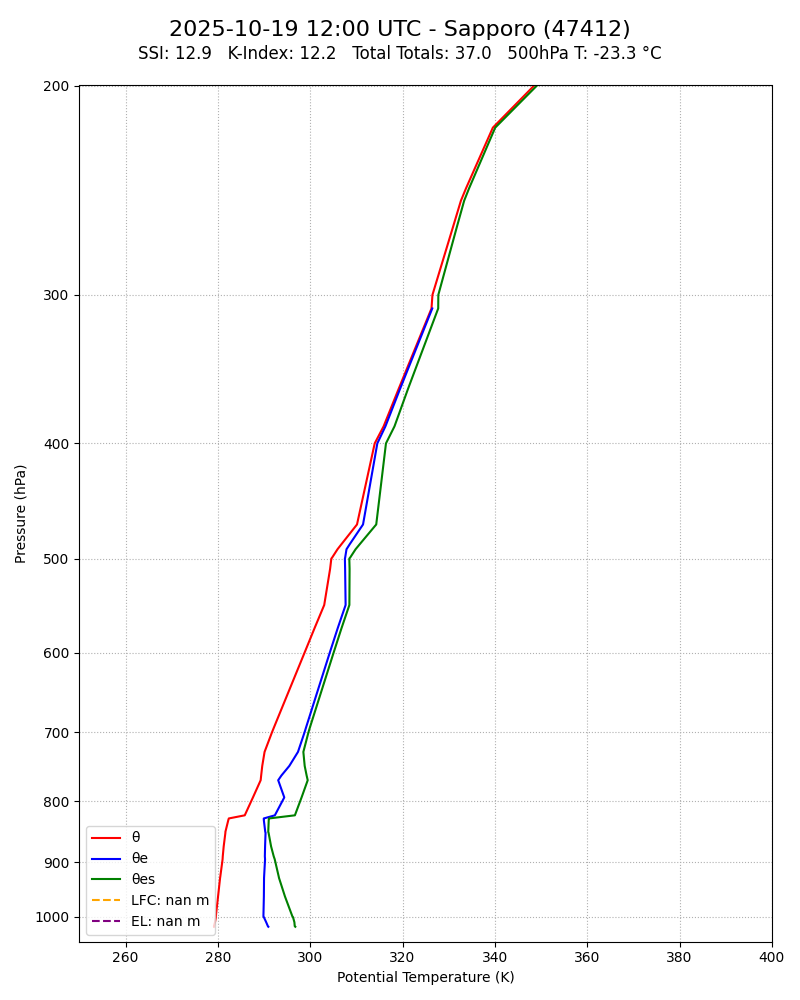 2025-10-19 12:00 UTC - Sapporo (47412)
SSI: 12.9   K-Index: 12.2   Total Totals: 37.0   500hPa T: -23.3 °C
200
300
400
500
600
700
800
900
1000
Pressure (hPa)
θ
θe
θes
LFC: nan m
EL: nan m
260 280 300 320 340 360 380 400
Potential Temperature (K)